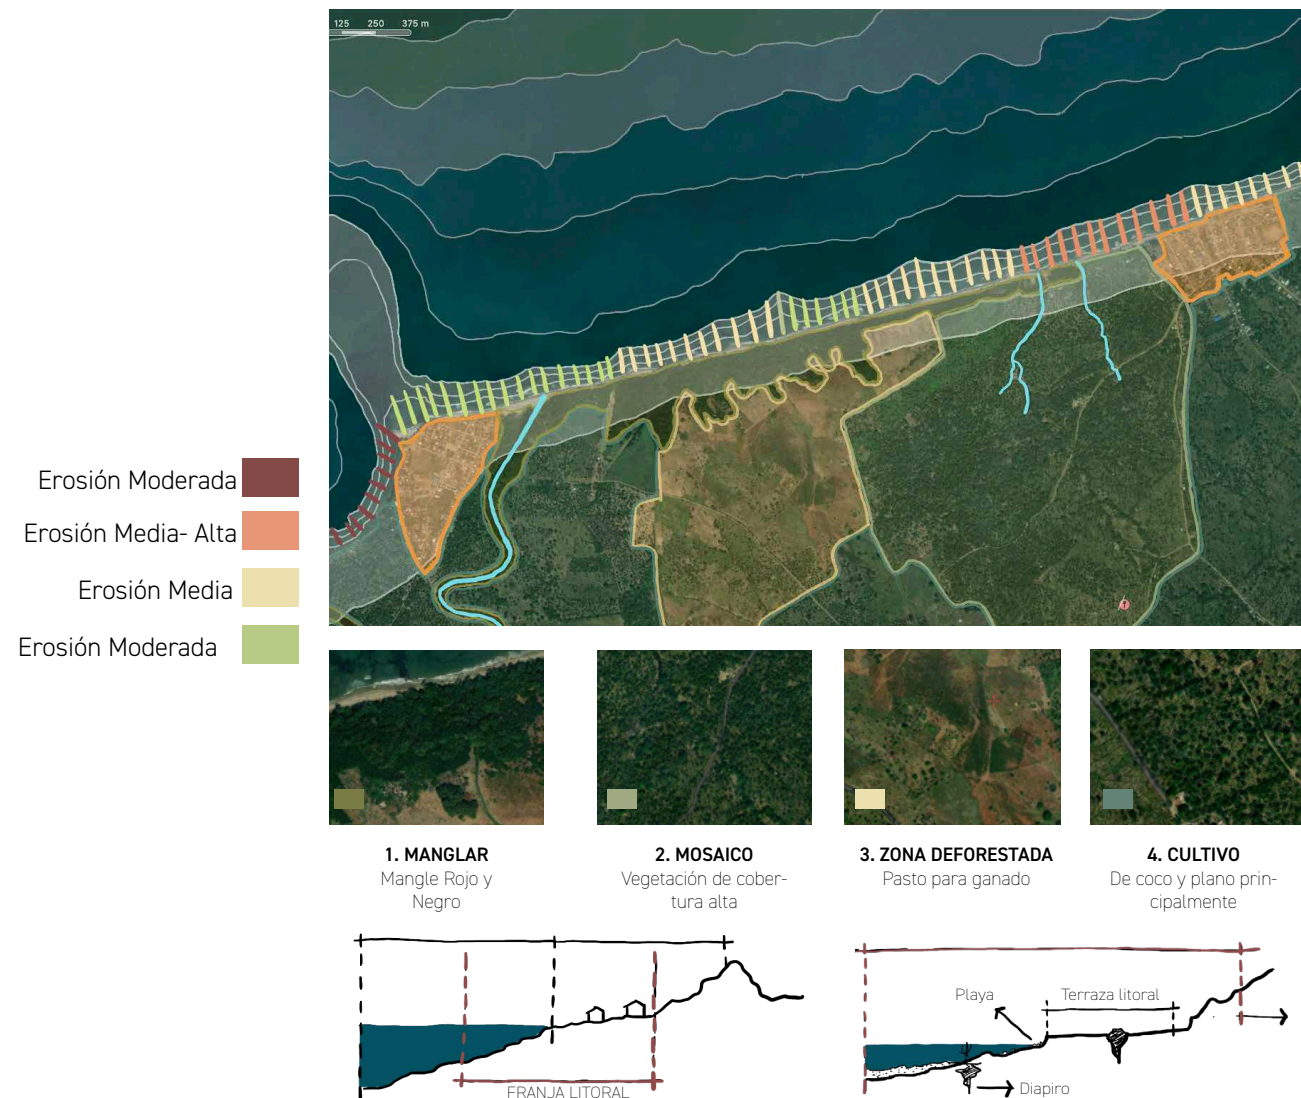 125 250 375 m
Erosión Moderada
Erosión Media- Alta
Erosión Media
Erosión Moderada
1. MANGLAR
Mangle Rojo y
Negro
2. MOSAICO
Vegetación de cober-
tura alta
3. ZONA DEFORESTADA
Pasto para ganado
4. CULTIVO
De coco y plano prin-
cipalmente
FRANJA LITORAL
Playa
Terraza litoral
Diapiro